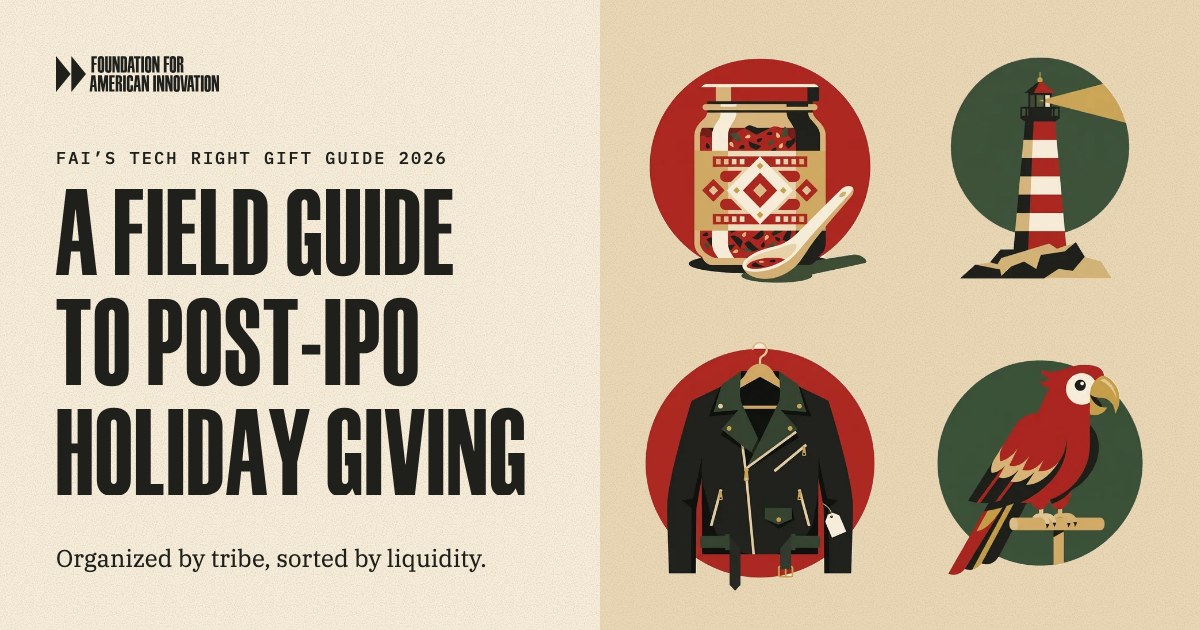 FOUNDATION FOR
AMERICAN INNOVATION
FAI’S TECH RIGHT GIFT GUIDE 2026
A FIELD GUIDE
TO POST-IPO
HOLIDAY GIVING
Organized by tribe, sorted by liquidity.